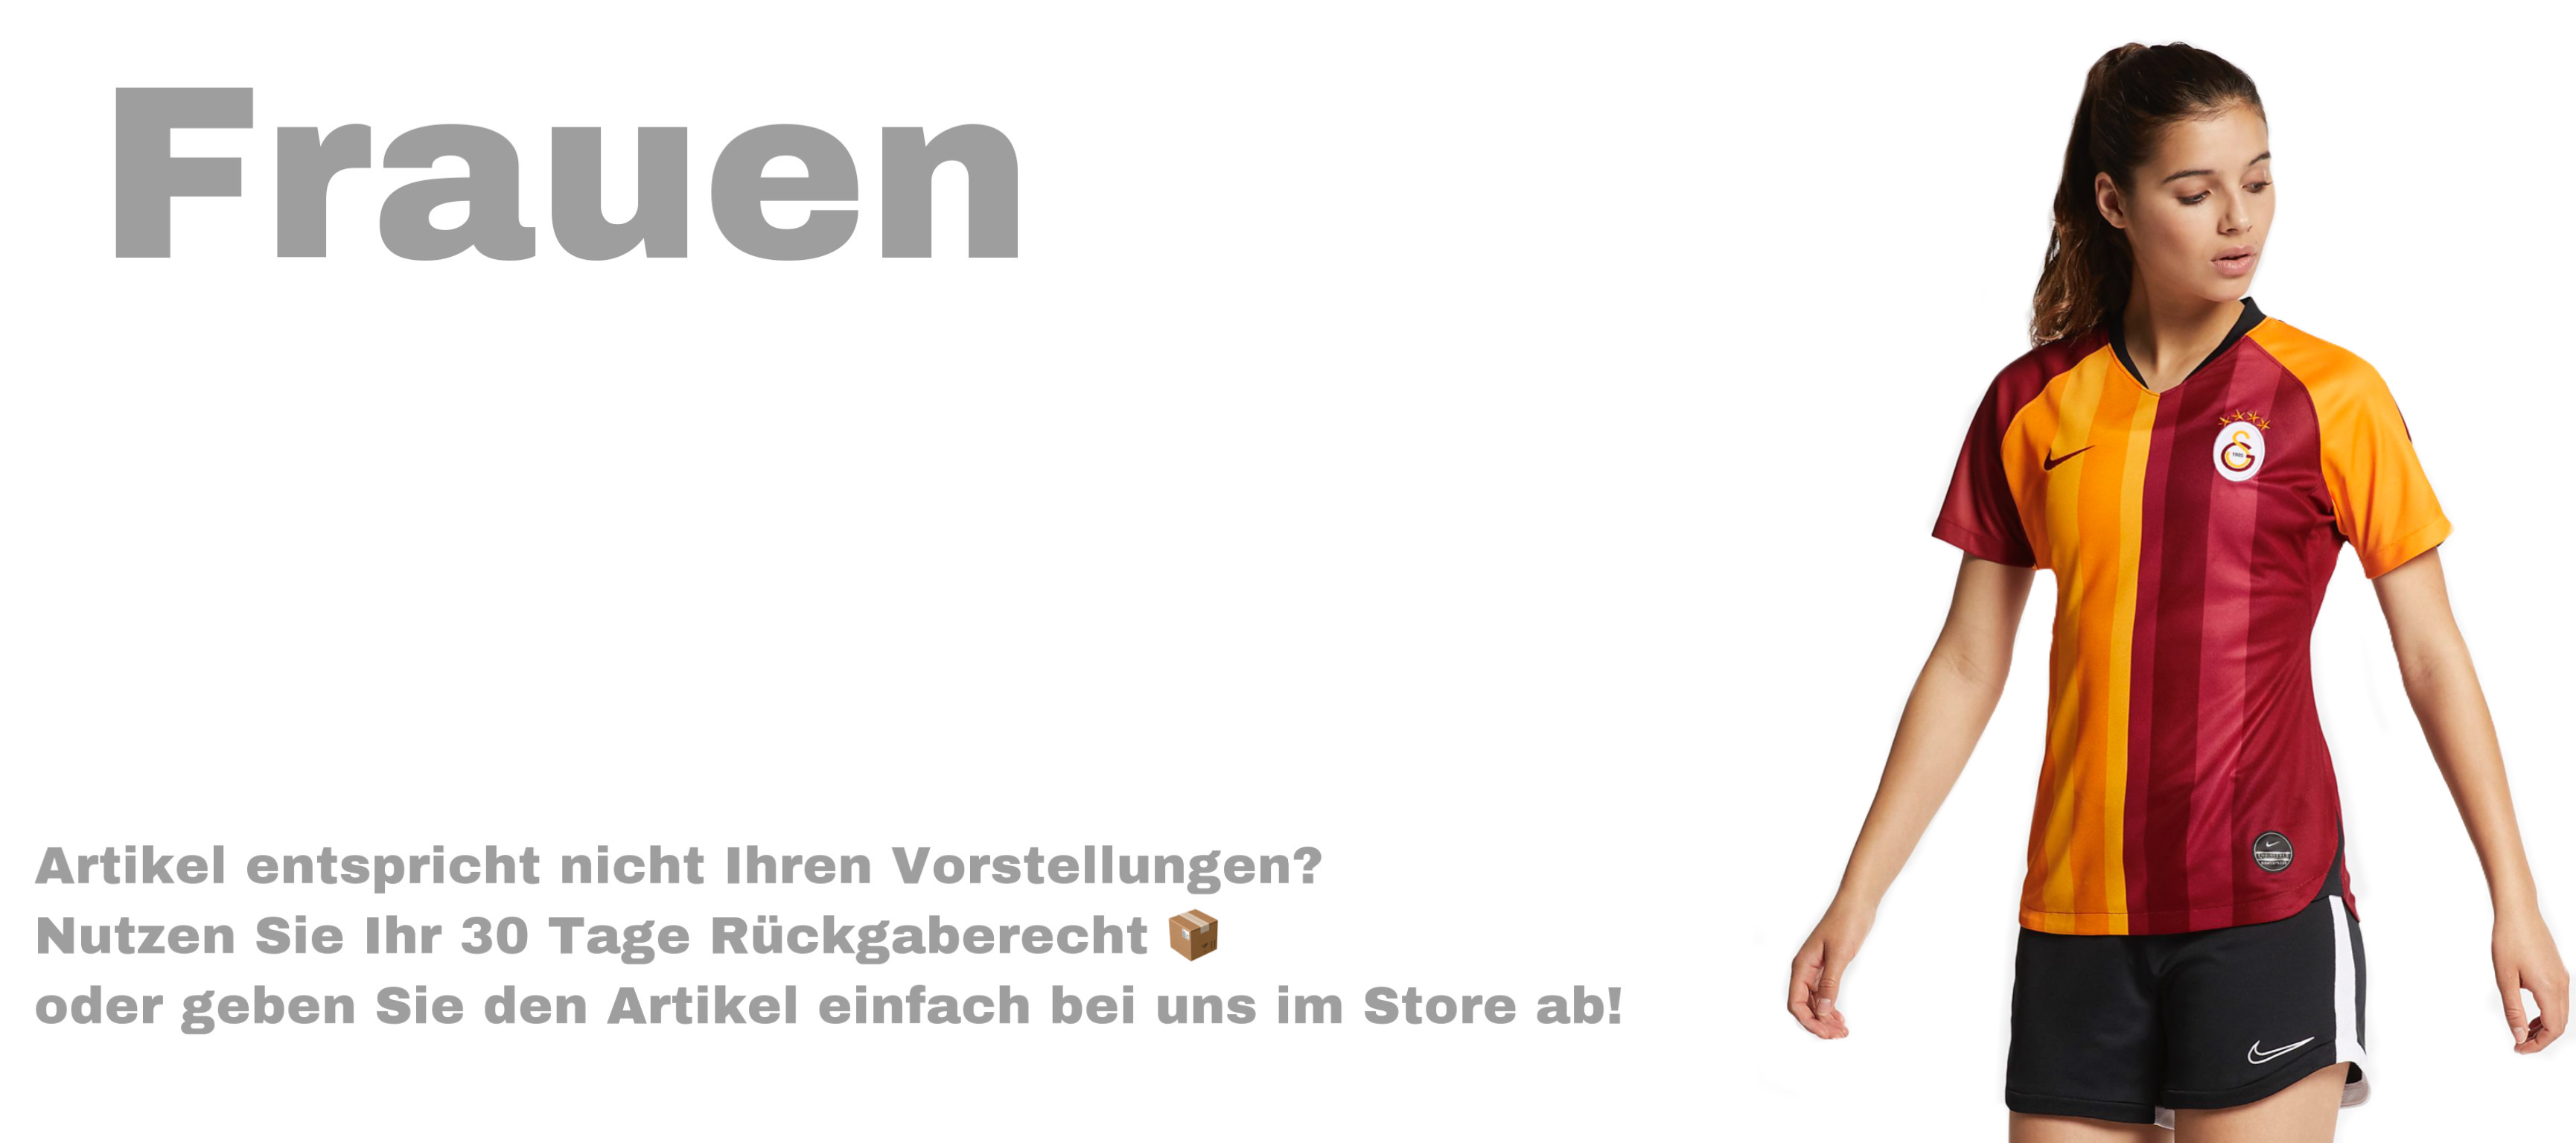 Frauen
Artikel entspricht nicht Ihren Vorstellungen?
Nutzen Sie Ihr 30 Tage Rückgaberecht 📦
oder geben Sie den Artikel einfach bei uns im Store ab!
1905